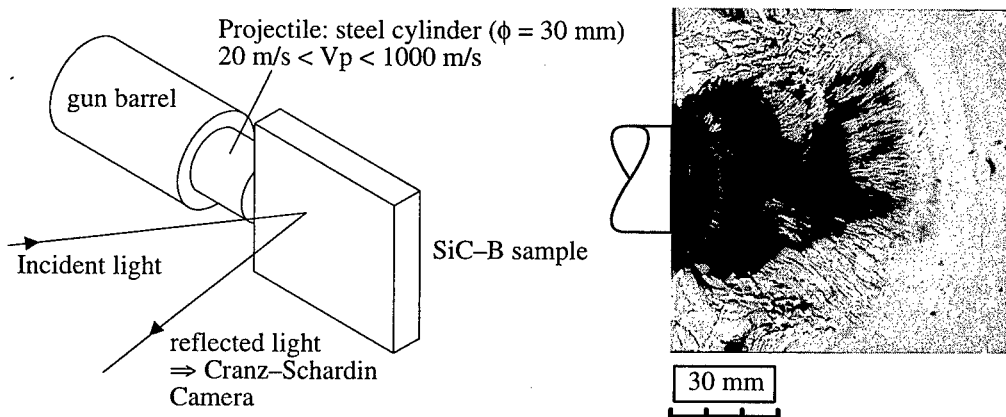 Projectile: steel cylinder (ϕ = 30 mm)
20 m/s < Vp < 1000 m/s
gun barrel
Incident light
SiC–B sample
reflected light
⇒ Cranz–Schardin
Camera
30 mm